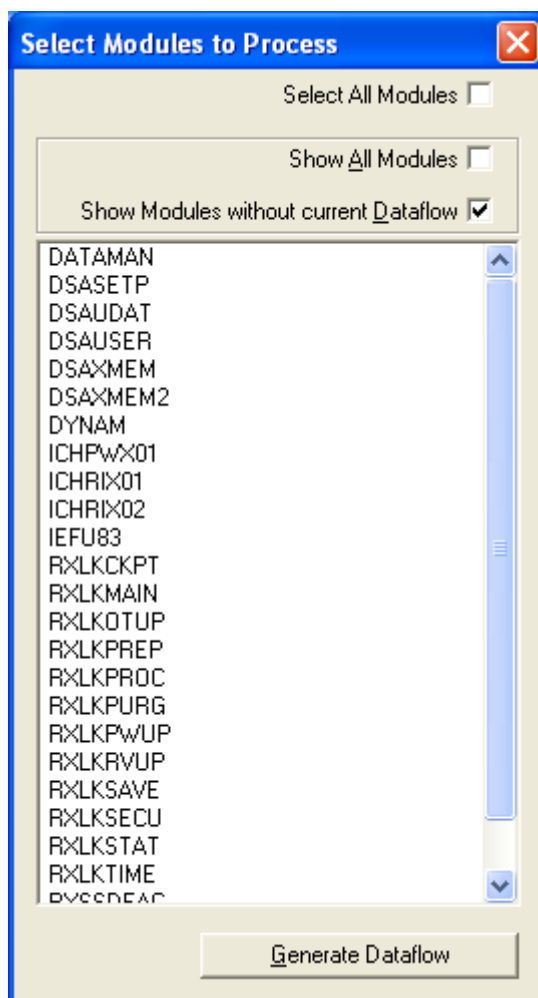 Select Modules to Process
Select All Modules
Show All Modules
Show Modules without current Dataflow
DATAMAN
DSASETP
DSAUDAT
DSAUSER
DSAXMEM
DSAXMEM2
DYNAM
ICHPWX01
ICHRIX01
ICHRIX02
IEFU83
RXLKCKPT
RXLKMAIN
RXLKOTUP
RXLKPREP
RXLKPROC
RXLKPURG
RXLKPWUP
RXLKRVUP
RXLKSAVE
RXLKSECU
RXLKSTAT
RXLKTIME
Generate Dataflow